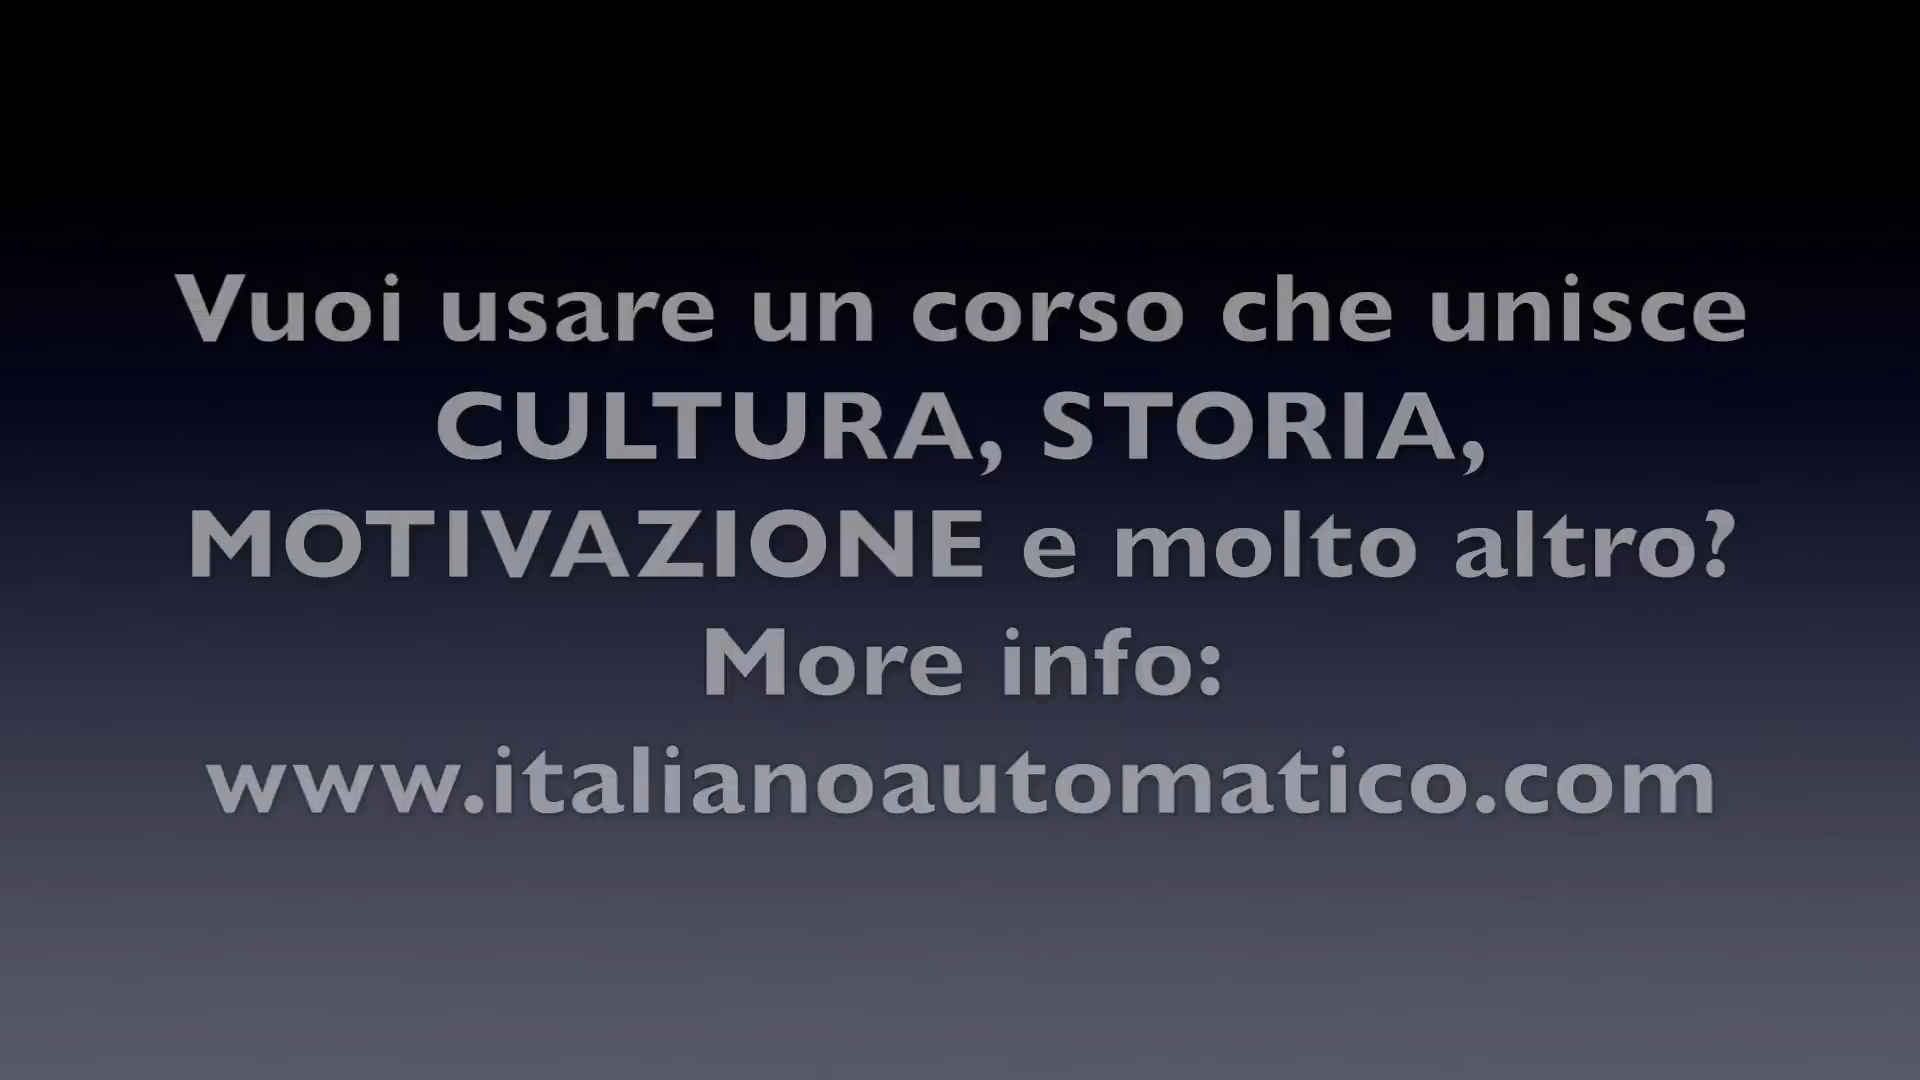 Vuoi usare un corso che unisce
CULTURA, STORIA,
MOTIVAZIONE e molto altro?
More info:
www.italianoautomatico.com